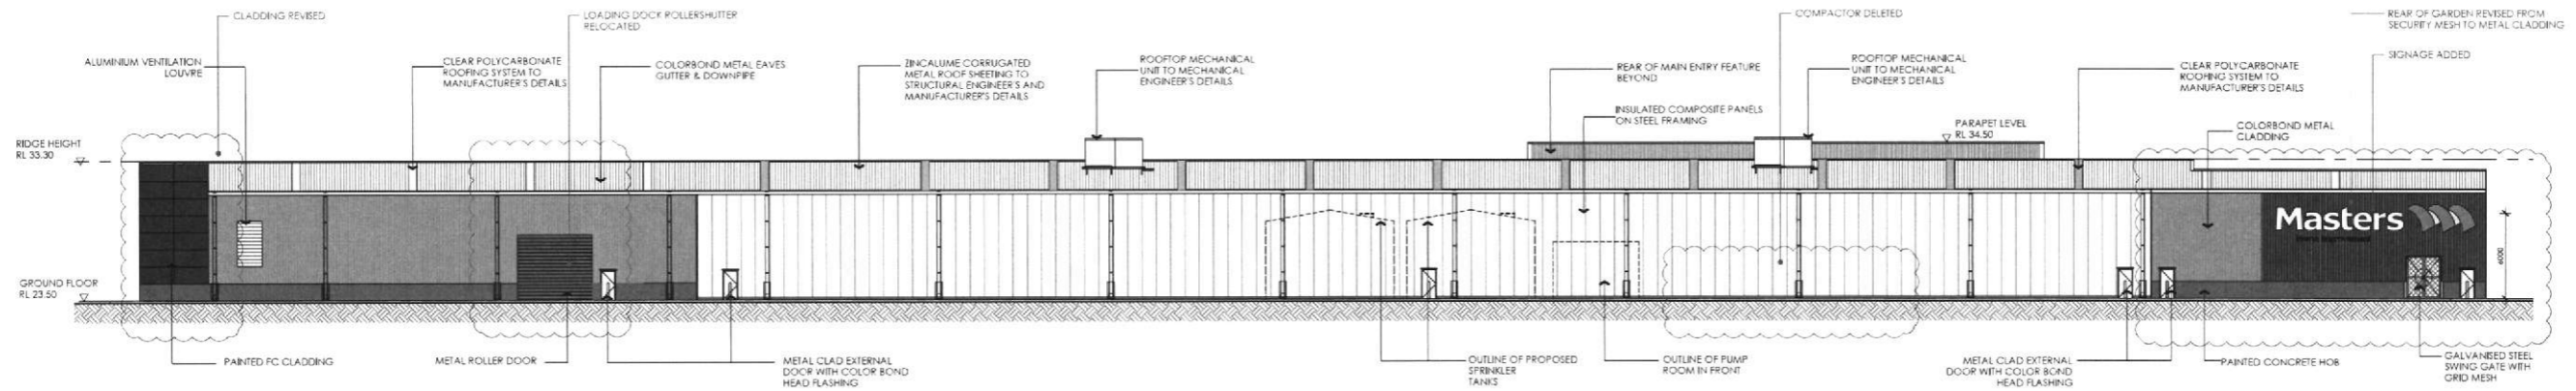 CLADDING REVISED
LOADING DOCK ROLLERSHUTTER
RELOCATED
COMPACTOR DELETED
REAR OF GARDEN REVISED FROM
SECURITY MESH TO METAL CLADDING
ALUMINIUM VENTILATION
LOUVRE
CLEAR POLYCARBONATE
ROOFING SYSTEM TO
MANUFACTURER'S DETAILS
COLORBOND METAL EAVES
GUTTER & DOWNPIPE
ZINCALUME CORRUGATED
METAL ROOF SHEETING TO
STRUCTURAL ENGINEER'S AND
MANUFACTURER'S DETAILS
ROOFTOP MECHANICAL
UNIT TO MECHANICAL
ENGINEER'S DETAILS
REAR OF MAIN ENTRY FEATURE
BEYOND
ROOFTOP MECHANICAL
UNIT TO MECHANICAL
ENGINEER'S DETAILS
CLEAR POLYCARBONATE
ROOFING SYSTEM TO
MANUFACTURER'S DETAILS
SIGNAGE ADDED
INSULATED COMPOSITE PANELS
ON STEEL FRAMING
PARAPET LEVEL
RL 34.50
COLORBOND METAL
CLADDING
RIDGE HEIGHT
RL 33.30
Masters
6000
GROUND FLOOR
RL 23.50
PAINTED FC CLADDING
METAL ROLLER DOOR
METAL CLAD EXTERNAL
DOOR WITH COLOR BOND
HEAD FLASHING
OUTLINE OF PROPOSED
SPRINKLER
TANKS
OUTLINE OF PUMP
ROOM IN FRONT
METAL CLAD EXTERNAL
DOOR WITH COLOR BOND
HEAD FLASHING
PAINTED CONCRETE HOB
GALVANISED STEEL
SWING GATE WITH
GRID MESH